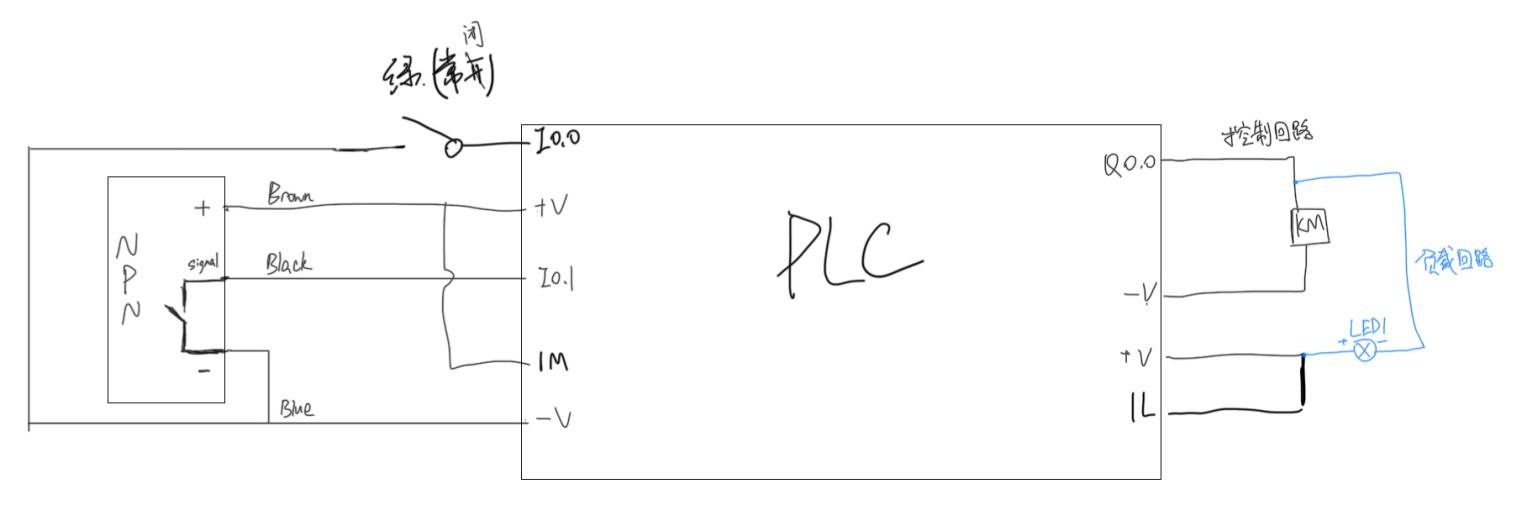 闭
绿(常开)
I0.0
+
Brown
+V
NPN
signal
Black
I0.1
1M
-
Blue
-V
PLC
控制回路
Q0.0
KM
-V
负载回路
LED1
+
-
+V
1L